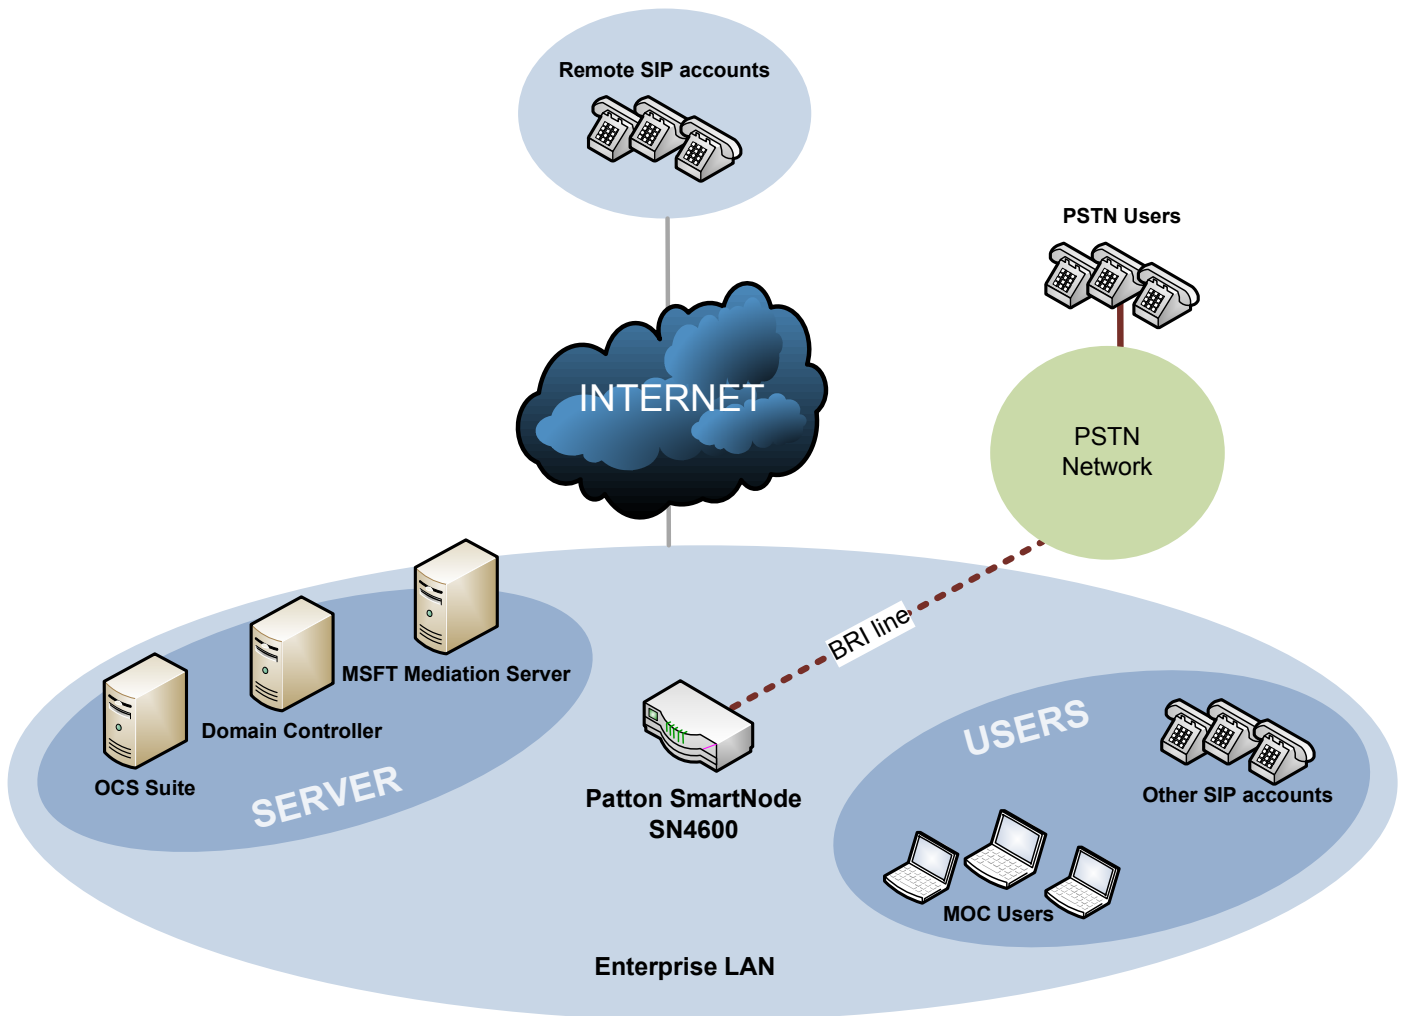 Remote SIP accounts
PSTN Users
INTERNET
PSTN
Network
BRI line
MSFT Mediation Server
Domain Controller
OCS Suite
SERVER
Patton SmartNode
SN4600
USERS
Other SIP accounts
MOC Users
Enterprise LAN